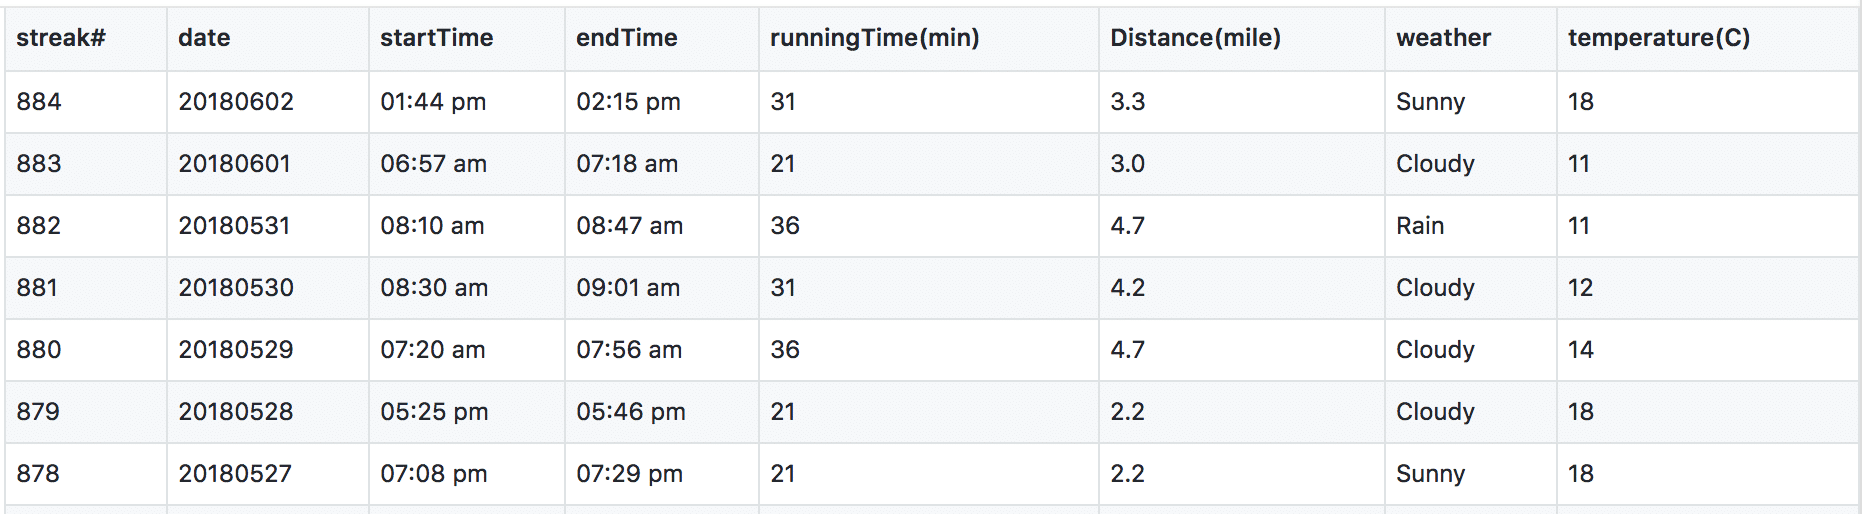 streak# date startTime endTime runningTime(min) Distance(mile) weather temperature(C)
884 20180602 01:44 pm 02:15 pm 31 3.3 Sunny 18
883 20180601 06:57 am 07:18 am 21 3.0 Cloudy 11
882 20180531 08:10 am 08:47 am 36 4.7 Rain 11
881 20180530 08:30 am 09:01 am 31 4.2 Cloudy 12
880 20180529 07:20 am 07:56 am 36 4.7 Cloudy 14
879 20180528 05:25 pm 05:46 pm 21 2.2 Cloudy 18
878 20180527 07:08 pm 07:29 pm 21 2.2 Sunny 18